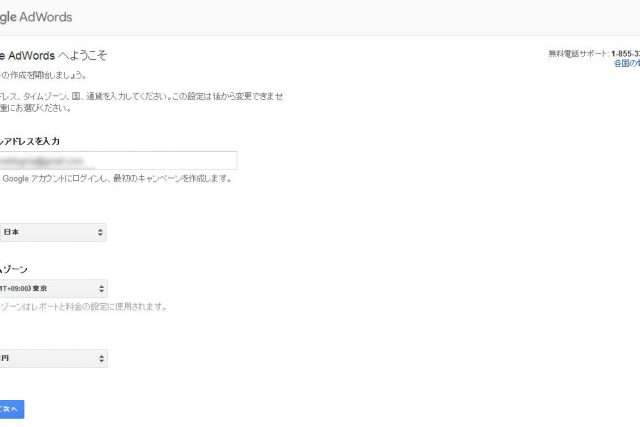 gle AdWords
e AdWords へようこそ
無料電話サポート: 1-855-3
各国の
ーの作成を開始しましょう。
ドレス、タイムゾーン、国、通貨を入力してください。この設定は後から変更できませ
重にお選びください。
ルアドレスを入力
Google アカウントにログインし、最初のキャンペーンを作成します。
日本
ムゾーン
MT+09:00) 東京
ゾーンはレポートと料金の設定に使用されます。
円
て次へ